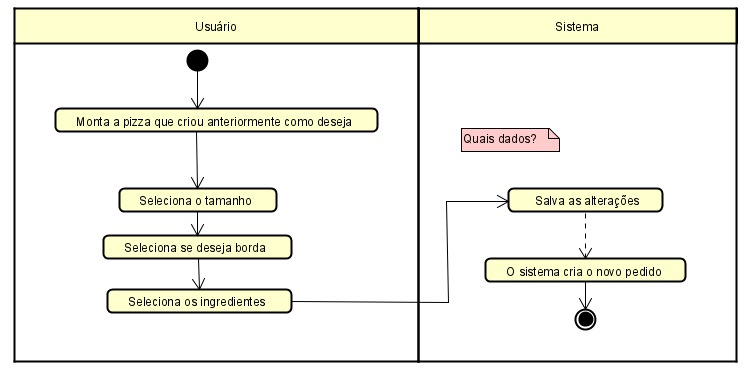 Usuário
Sistema
Monta a pizza que criou anteriormente como deseja
Quais dados?
Seleciona o tamanho
Salva as alterações
Seleciona se deseja borda
O sistema cria o novo pedido
Seleciona os ingredientes